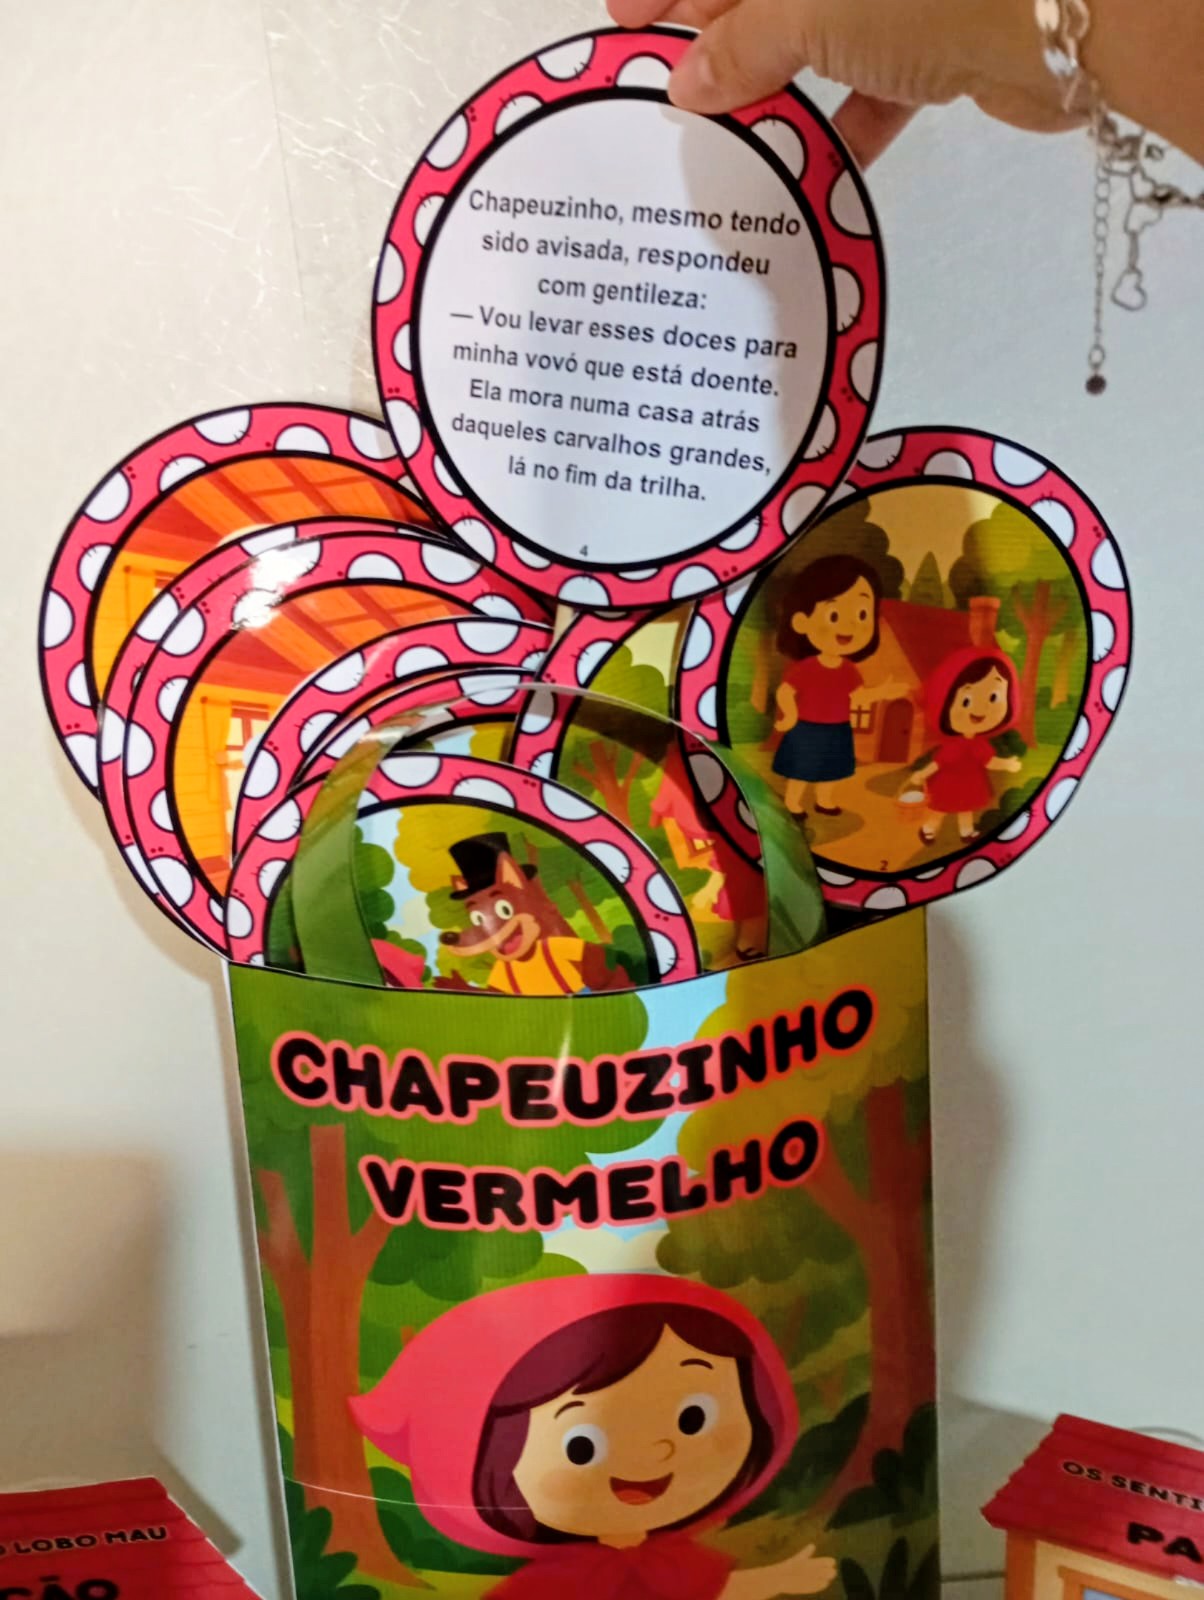 Chapeuzinho, mesmo tendo
sido avisada, respondeu
com gentileza:
— Vou levar esses doces para
minha vovó que está doente.
Ela mora numa casa atrás
daqueles carvalhos grandes,
lá no fim da trilha.
4
2
CHAPEUZINHO
VERMELHO
LOBO MAU
OS